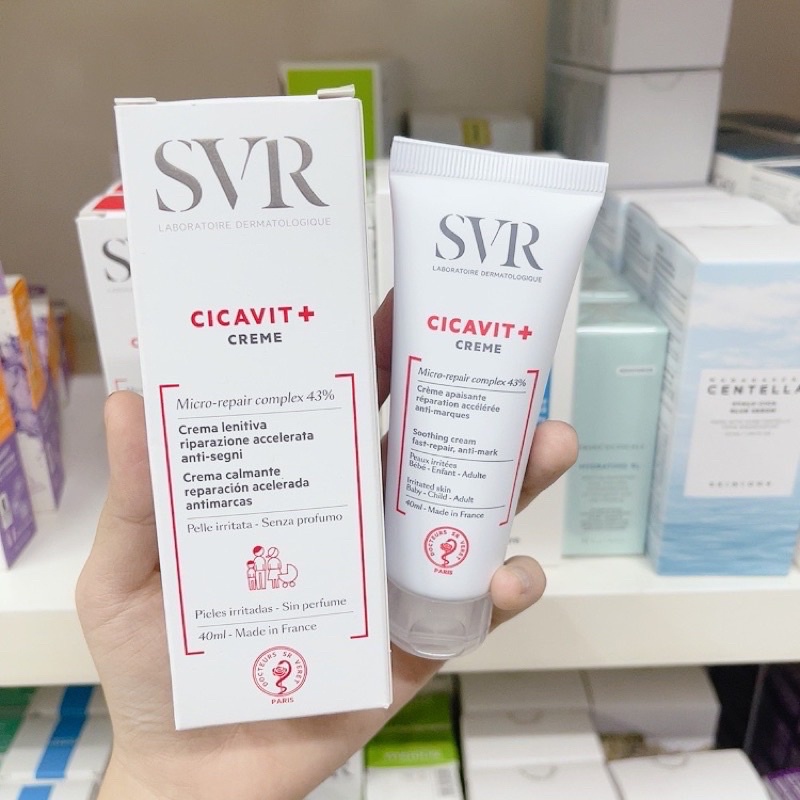 SVR
LABORATOIRE DERMATOLOGIQUE
CICAVIT+
CREME
Micro-repair complex 43%
Crema lenitiva
riparazione accelerata
anti-segni
Crema calmante
reparación acelerada
antimarcas
Pelle irritata - Senza profumo
Pieles irritadas - Sin perfume
40ml - Made in France
DOCTEURS SR VERET
PARIS
SVR
LABORATOIRE DERMATOLOGIQUE
CICAVIT+
CREME
Micro-repair complex 43%
Crème apaisante
réparation accélérée
anti-marques
Soothing cream
fast-repair, anti-mark
Peaux irritées
Bébé - Enfant - Adulte
Irritated skin
Baby - Child - Adult
40ml - Made in France
DOCTEURS SR VERET
PARIS
CENTELLA